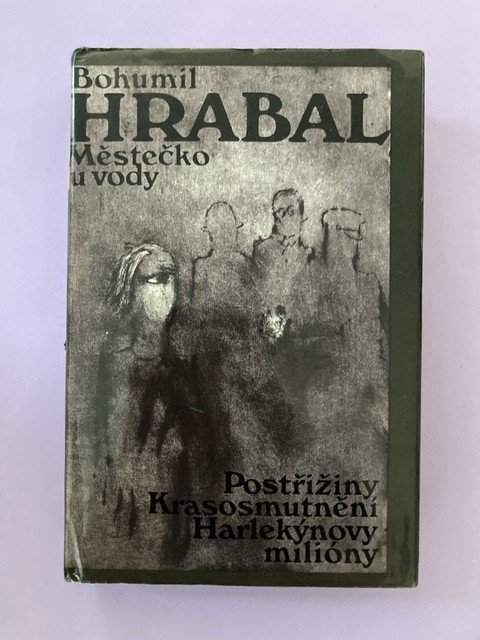 Bohumil
HRABAL
Městečko
u vody
Postřižiny
Krasosmutnění
Harlekýnovy
milióny